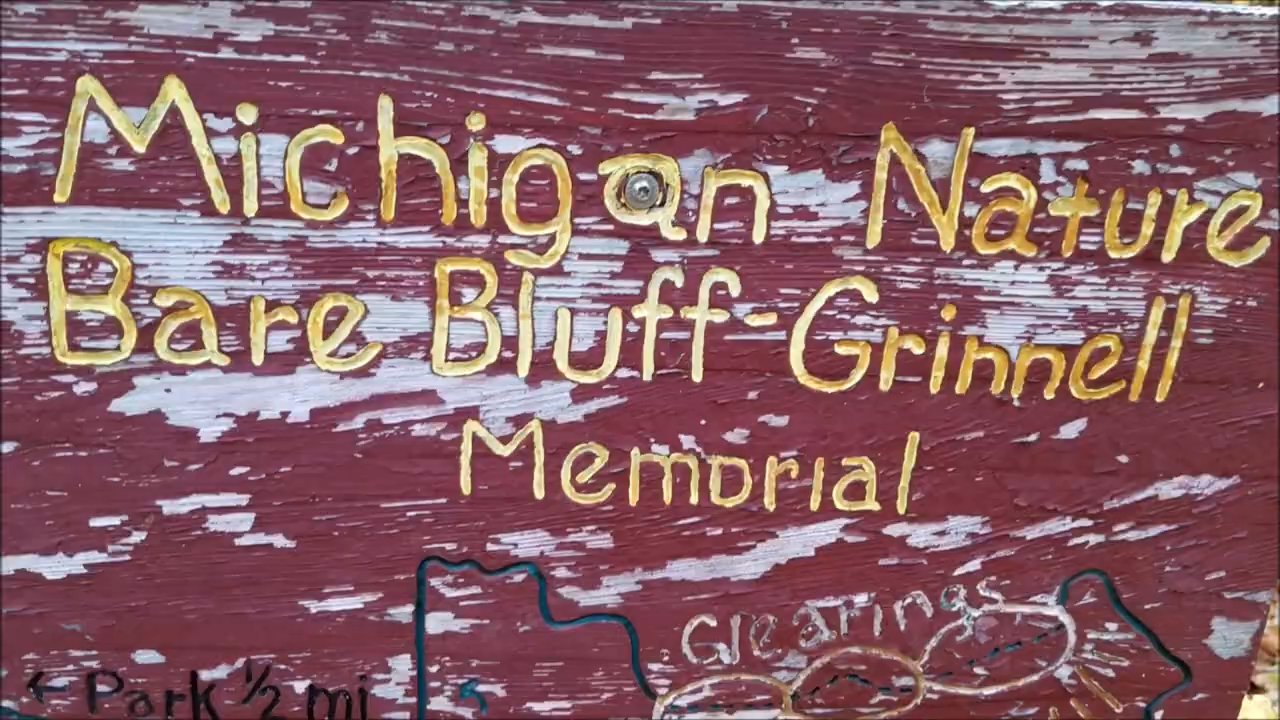 Michigan Nature
Bare Bluff-Grinnell
Memorial
Clearings
← Park ½ mi